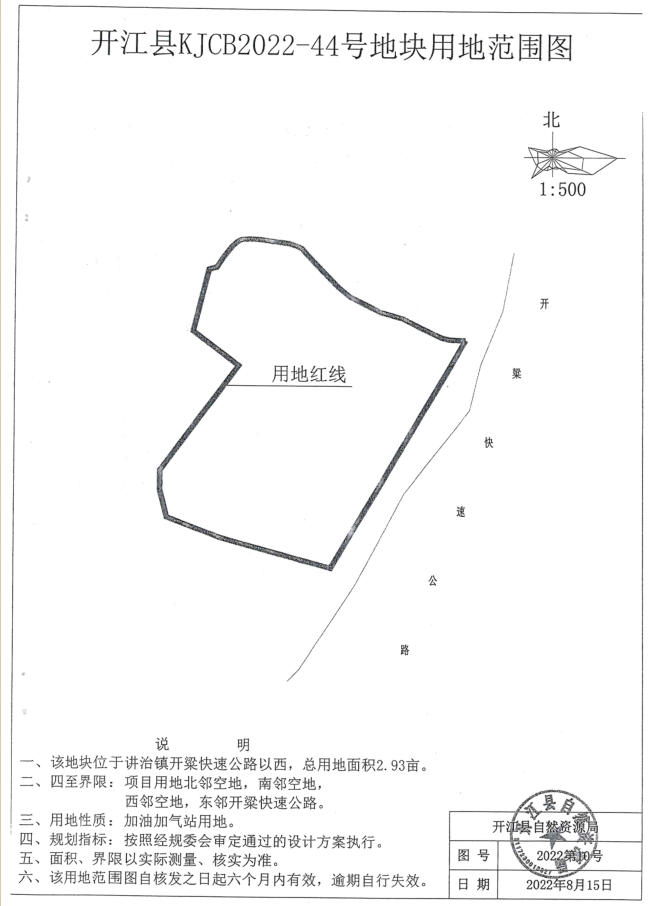 开江县KJCB2022-44号地块用地范围图
北
1:500
用地红线
开
梁
快
速
公
路
说 明
一、该地块位于讲治镇开梁快速公路以西，总用地面积2.93亩。
二、四至界限：项目用地北邻空地，南邻空地，
西邻空地，东邻开梁快速公路。
三、用地性质：加油加气站用地。
四、规划指标：按照经规委会审定通过的设计方案执行。
五、面积、界限以实际测量、核实为准。
六、该用地范围图自核发之日起六个月内有效，逾期自行失效。
开江县自然资源局
图 号 2022第10号
日 期 2022年8月15日